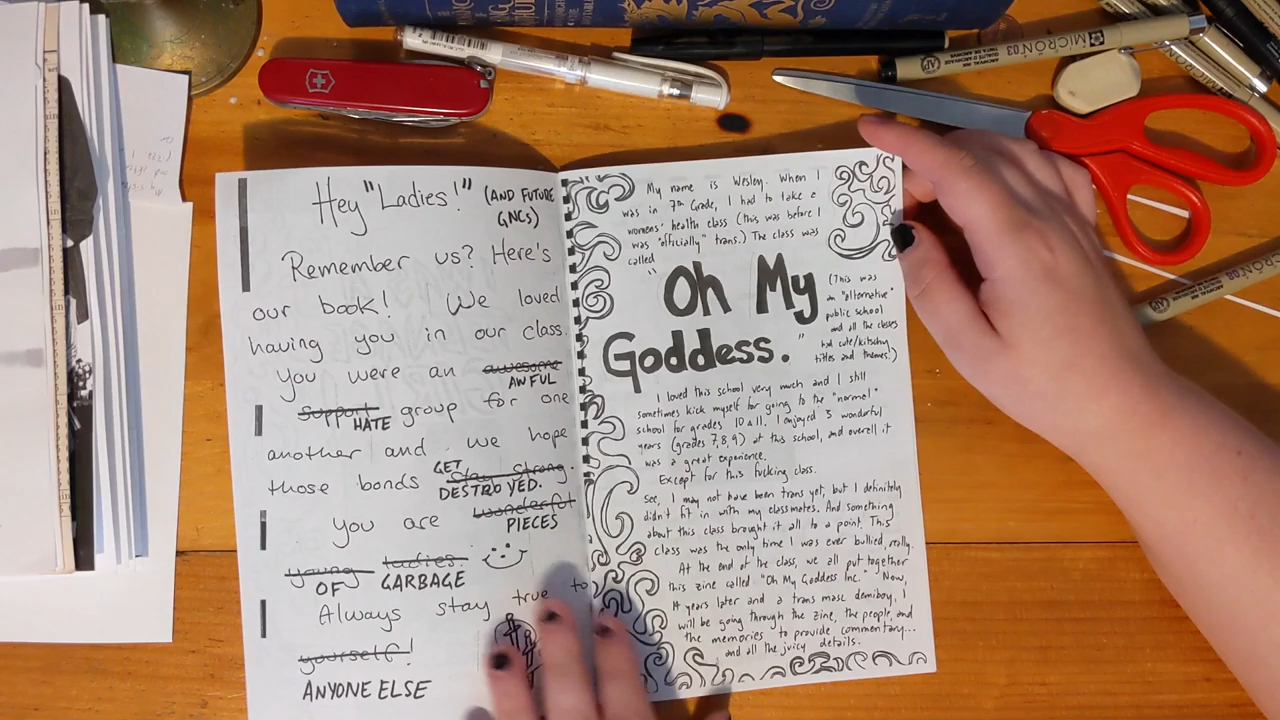 MICRON 03
ARCHIVAL INK
Hey "Ladies!" (AND FUTURE
GNCs)
Remember us? Here's
our book! We loved
having you in our class.
You were an awesome
AWFUL
support group for one
HATE
another and we hope
those bonds stay strong.
GET
DESTROYED.
you are wonderful
PIECES
young ladies.
OF GARBAGE
Always stay true to
yourself!
ANYONE ELSE
My name is Wesley. When I
was in 7th Grade, I had to take a
womens' health class (this was before I
was "officially" trans.) The class was
called
"Oh My
Goddess."
(This was
an "alternative"
public school
and all the classes
had cute/kitschy
titles and themes!)
I loved this school very much and I still
sometimes kick myself for going to the "normal"
school for grades 10 & 11. I enjoyed 3 wonderful
years (grades 7,8,9) at this school, and overall it
was a great experience.
Except for this fucking class.
See, I may not have been trans yet, but I definitely
didn't fit in with my classmates. And something
about this class brought it all to a point. This
class was the only time I was ever bullied, really.
At the end of the class, we all put together
this zine called "Oh My Goddess Inc." Now,
14 years later and a trans masc demiboy, I
will be going through the zine, the people, and
the memories to provide commentary...
and all the juicy details.